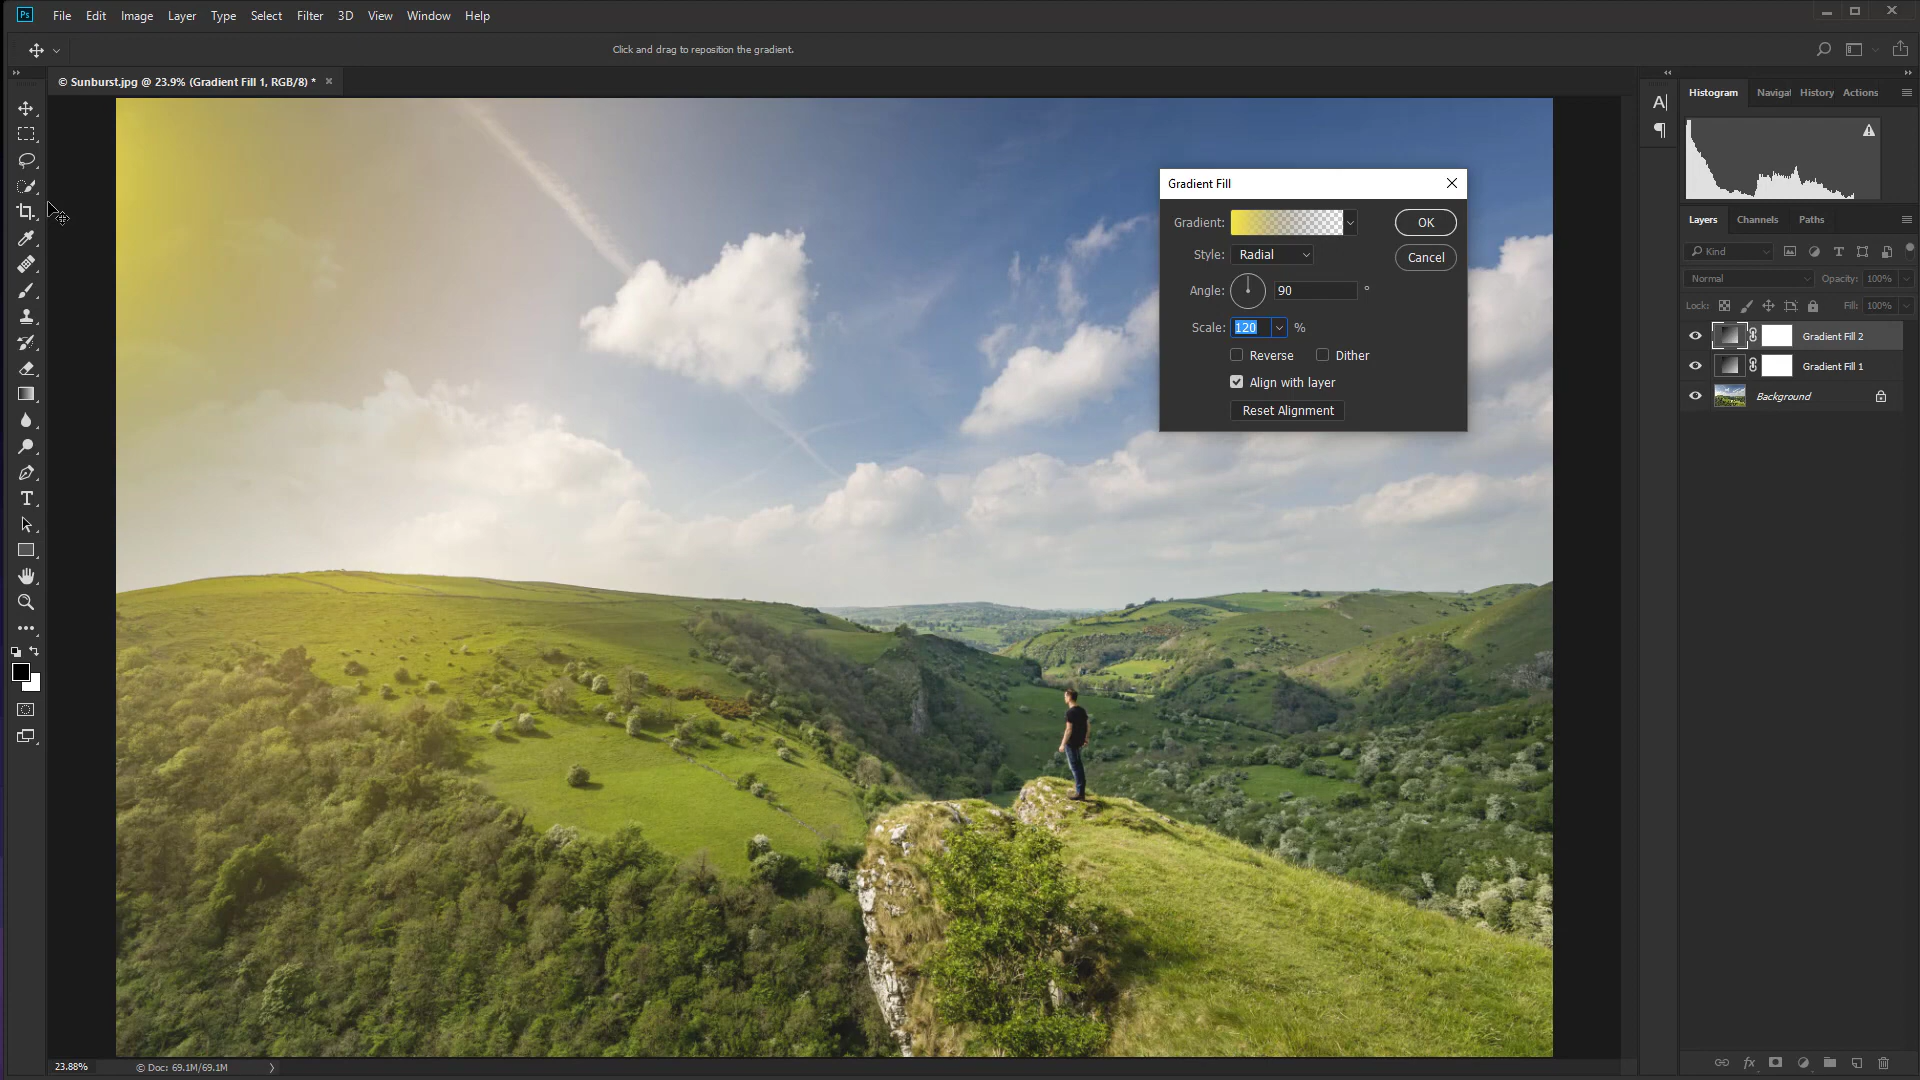 Ps File Edit Image Layer Type Select Filter 3D View Window Help
Click and drag to reposition the gradient.
© Sunburst.jpg @ 23.9% (Gradient Fill 1, RGB/8) *
Histogram Navigat History Actions
Gradient Fill
Gradient: OK
Style: Radial Cancel
Angle: 90 °
Scale: 120 %
Reverse Dither
Align with layer
Reset Alignment
Layers Channels Paths
Kind
Normal Opacity: 100%
Lock: Fill: 100%
Gradient Fill 2
Gradient Fill 1
Background
23.88% © Doc: 69.1M/69.1M
fx